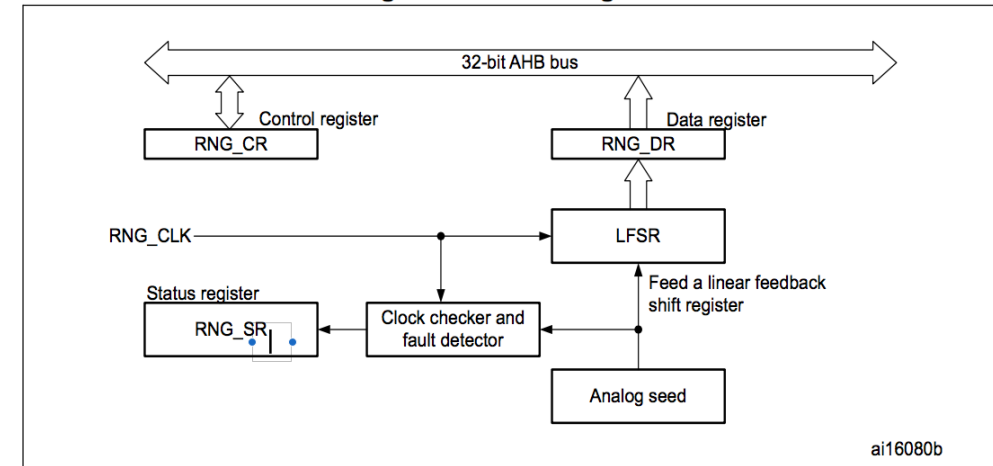 32-bit AHB bus
Control register
RNG_CR
Data register
RNG_DR
RNG_CLK
LFSR
Feed a linear feedback
shift register
Status register
RNG_SR
Clock checker and
fault detector
Analog seed
ai16080b